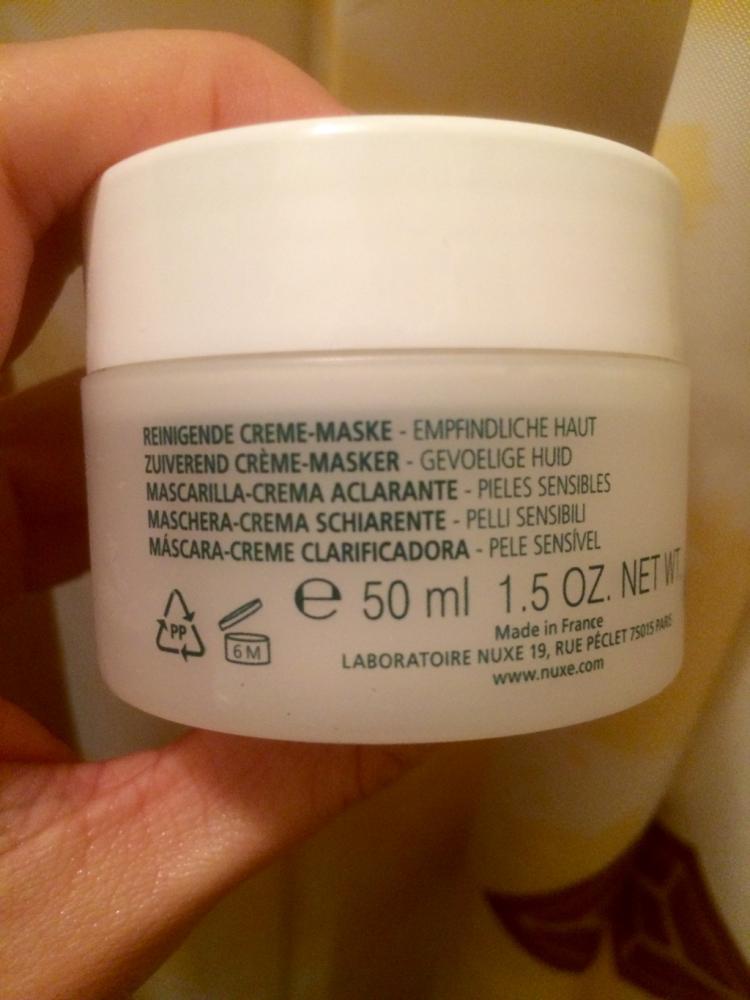 REINIGENDE CREME-MASKE - EMPFINDLICHE HAUT
ZUIVEREND CRÈME-MASKER - GEVOELIGE HUID
MASCARILLA-CREMA ACLARANTE - PIELES SENSIBLES
MASCHERA-CREMA SCHIARENTE - PELLI SENSIBILI
MÁSCARA-CREME CLARIFICADORA - PELE SENSÍVEL
PP 6 M ℮ 50 ml 1.5 OZ. NET WT.
Made in France
LABORATOIRE NUXE 19, RUE PÉCLET 75015 PARIS
www.nuxe.com